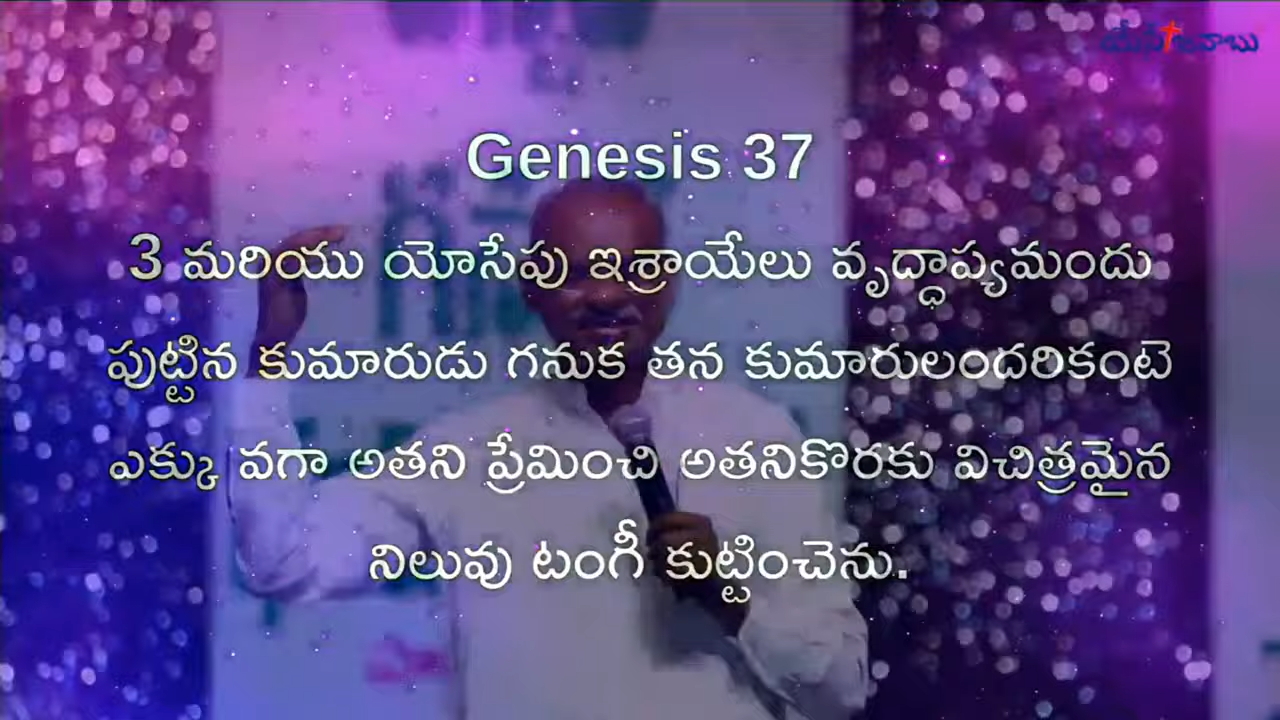 Genesis 37
3 మరియు యోసేపు ఇశ్రాయేలు వృద్ధాప్యమందు
పుట్టిన కుమారుడు గనుక తన కుమారులందరికంటె
ఎక్కు వగా అతని ప్రేమించి అతనికొరకు విచిత్రమైన
నిలువు టంగీ కుట్టించెను.